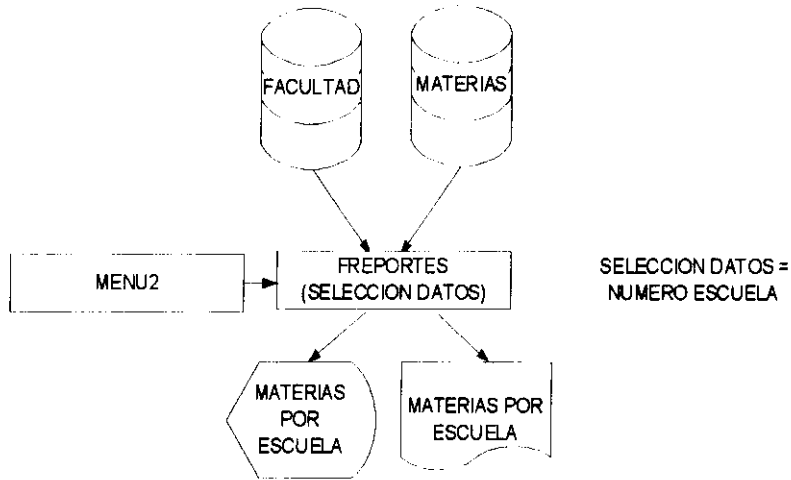 FACULTAD
MATERIAS
MENU2
FREPORTES
(SELECCION DATOS)
SELECCION DATOS =
NUMERO ESCUELA
MATERIAS
POR
ESCUELA
MATERIAS POR
ESCUELA